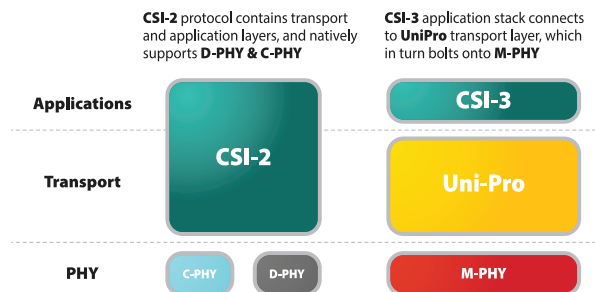 CSI-2 protocol contains transport
and application layers, and natively
supports D-PHY & C-PHY
CSI-3 application stack connects
to UniPro transport layer, which
in turn bolts onto M-PHY
Applications
CSI-3
CSI-2
Transport
Uni-Pro
PHY
C-PHY
D-PHY
M-PHY